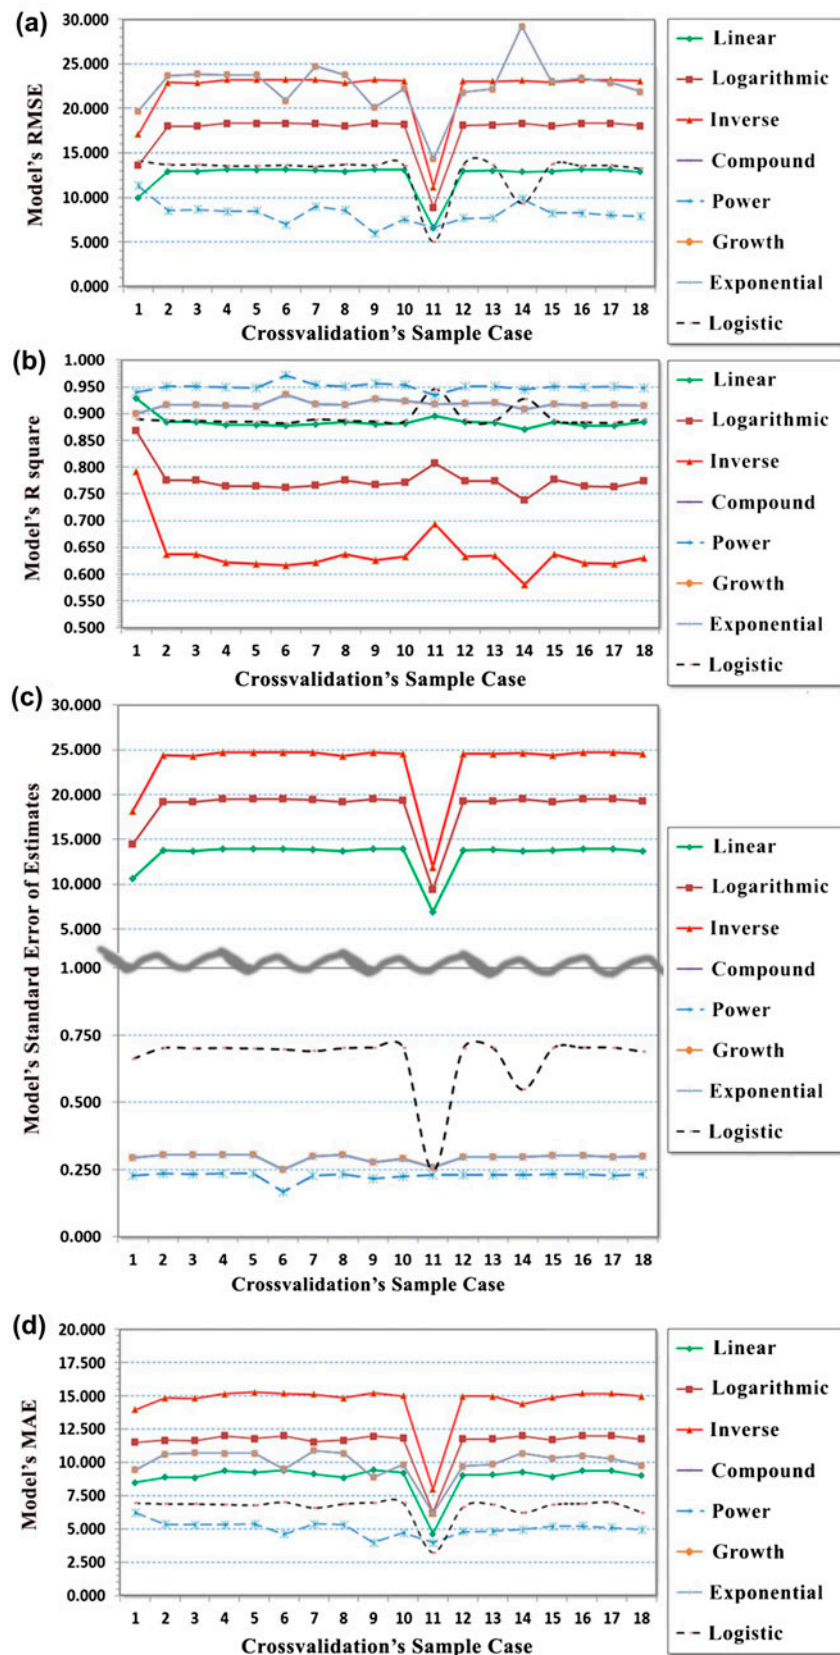 (a)
Model's RMSE
30.000
25.000
20.000
15.000
10.000
5.000
0.000
1 2 3 4 5 6 7 8 9 10 11 12 13 14 15 16 17 18
Crossvalidation's Sample Case
Linear
Logarithmic
Inverse
Compound
Power
Growth
Exponential
Logistic
(b)
Model's R square
1.000
0.950
0.900
0.850
0.800
0.750
0.700
0.650
0.600
0.550
0.500
1 2 3 4 5 6 7 8 9 10 11 12 13 14 15 16 17 18
Crossvalidation's Sample Case
Linear
Logarithmic
Inverse
Compound
Power
Growth
Exponential
Logistic
(c)
Model's Standard Error of Estimates
30.000
25.000
20.000
15.000
10.000
5.000
1.000
0.750
0.500
0.250
0.000
1 2 3 4 5 6 7 8 9 10 11 12 13 14 15 16 17 18
Crossvalidation's Sample Case
Linear
Logarithmic
Inverse
Compound
Power
Growth
Exponential
Logistic
(d)
Model's MAE
20.000
17.500
15.000
12.500
10.000
7.500
5.000
2.500
0.000
1 2 3 4 5 6 7 8 9 10 11 12 13 14 15 16 17 18
Crossvalidation's Sample Case
Linear
Logarithmic
Inverse
Compound
Power
Growth
Exponential
Logistic